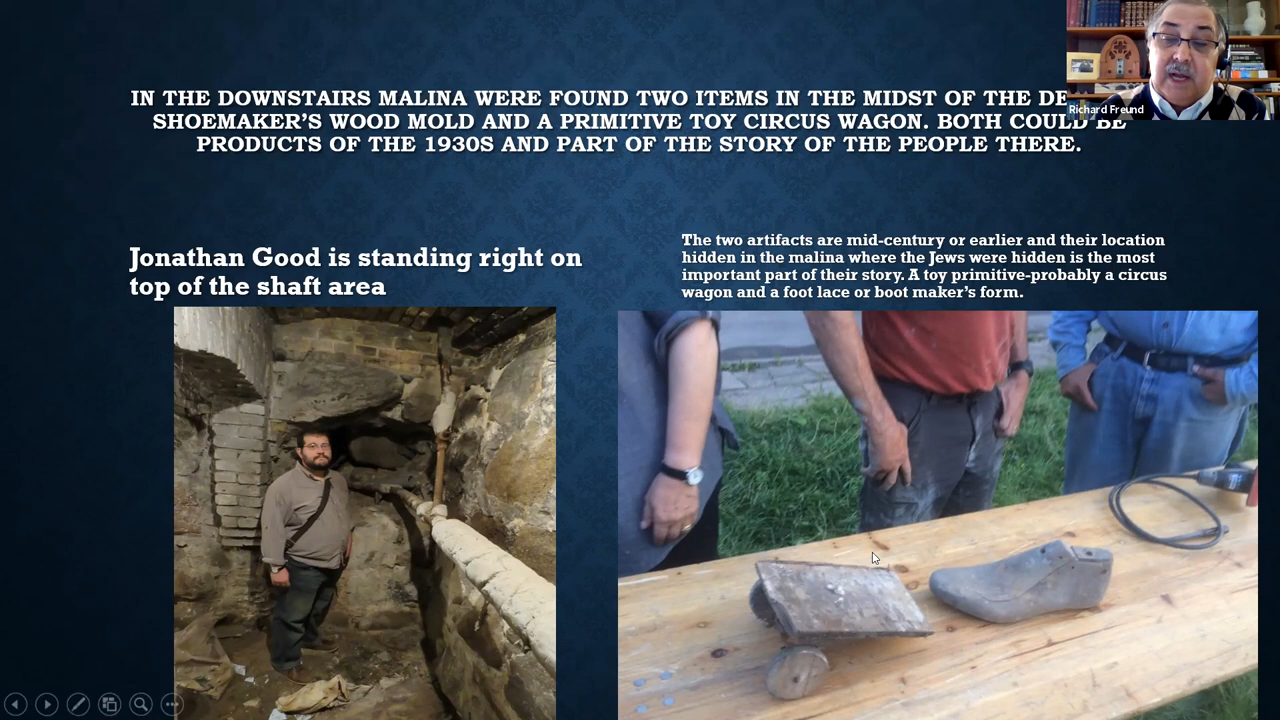 IN THE DOWNSTAIRS MALINA WERE FOUND TWO ITEMS IN THE MIDST OF THE DE
SHOEMAKER'S WOOD MOLD AND A PRIMITIVE TOY CIRCUS WAGON. BOTH COULD BE
PRODUCTS OF THE 1930S AND PART OF THE STORY OF THE PEOPLE THERE.
Richard Freund
Jonathan Good is standing right on
top of the shaft area
The two artifacts are mid-century or earlier and their location
hidden in the malina where the Jews were hidden is the most
important part of their story. A toy primitive-probably a circus
wagon and a foot lace or boot maker's form.